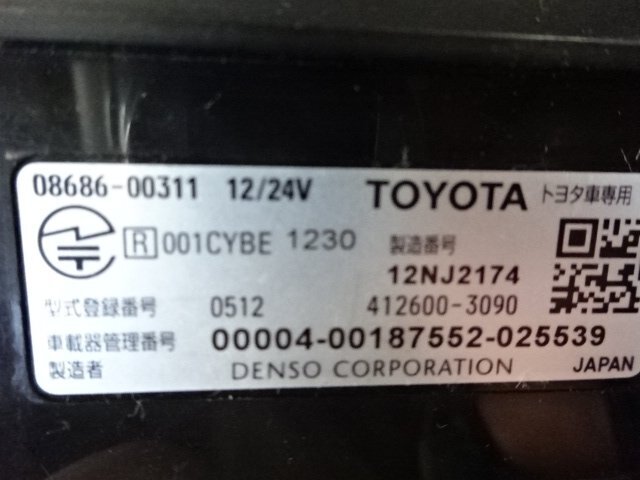 08686-00311 12/24V TOYOTA トヨタ車専用
R 001CYBE 1230 製造番号
12NJ2174
型式登録番号 0512 412600-3090
車載器管理番号 00004-00187552-025539
製造者 DENSO CORPORATION JAPAN